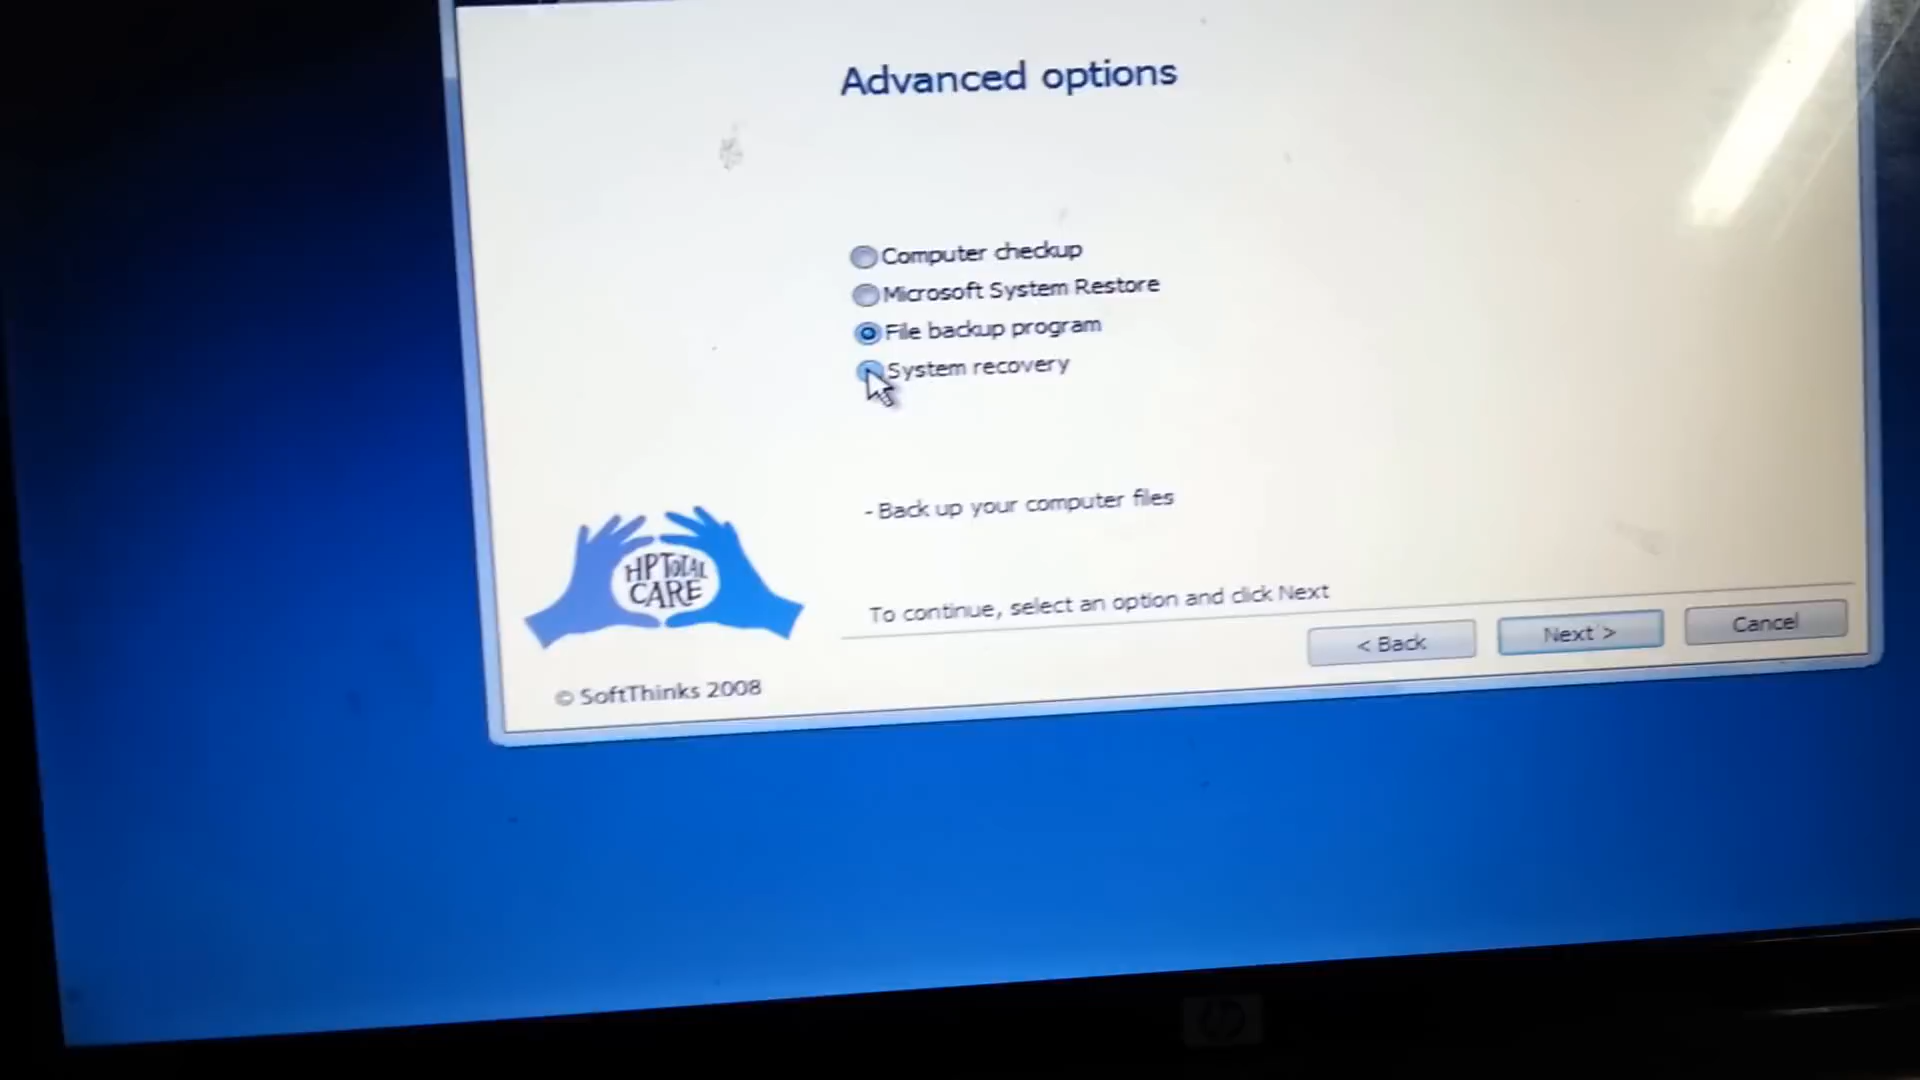 Advanced options
Computer checkup
Microsoft System Restore
File backup program
System recovery
- Back up your computer files
HP TOTAL
CARE
To continue, select an option and click Next
< Back
Next >
Cancel
© SoftThinks 2008
hp